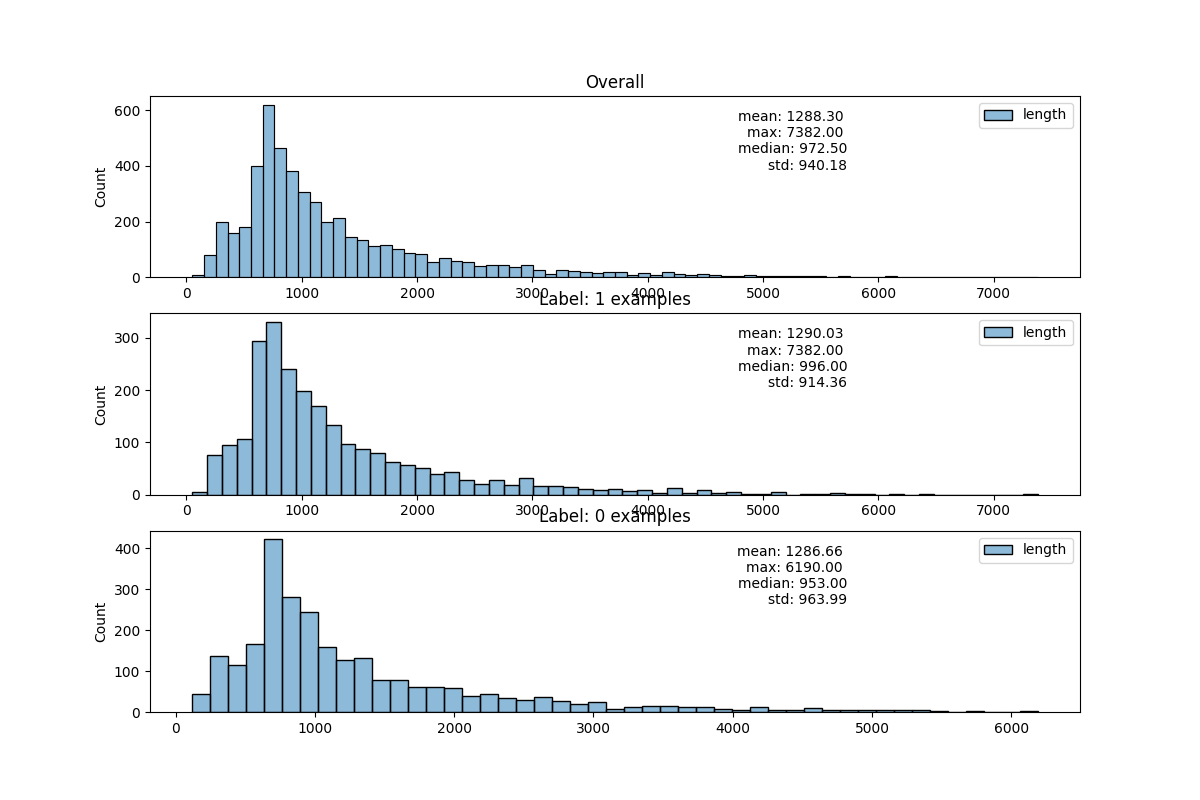 Overall
600
400
200
0
Count
mean: 1288.30
max: 7382.00
median: 972.50
std: 940.18
length
0 1000 2000 3000 4000 5000 6000 7000
Label: 1 examples
300
200
100
0
Count
mean: 1290.03
max: 7382.00
median: 996.00
std: 914.36
length
0 1000 2000 3000 4000 5000 6000 7000
Label: 0 examples
400
300
200
100
0
Count
mean: 1286.66
max: 6190.00
median: 953.00
std: 963.99
length
0 1000 2000 3000 4000 5000 6000